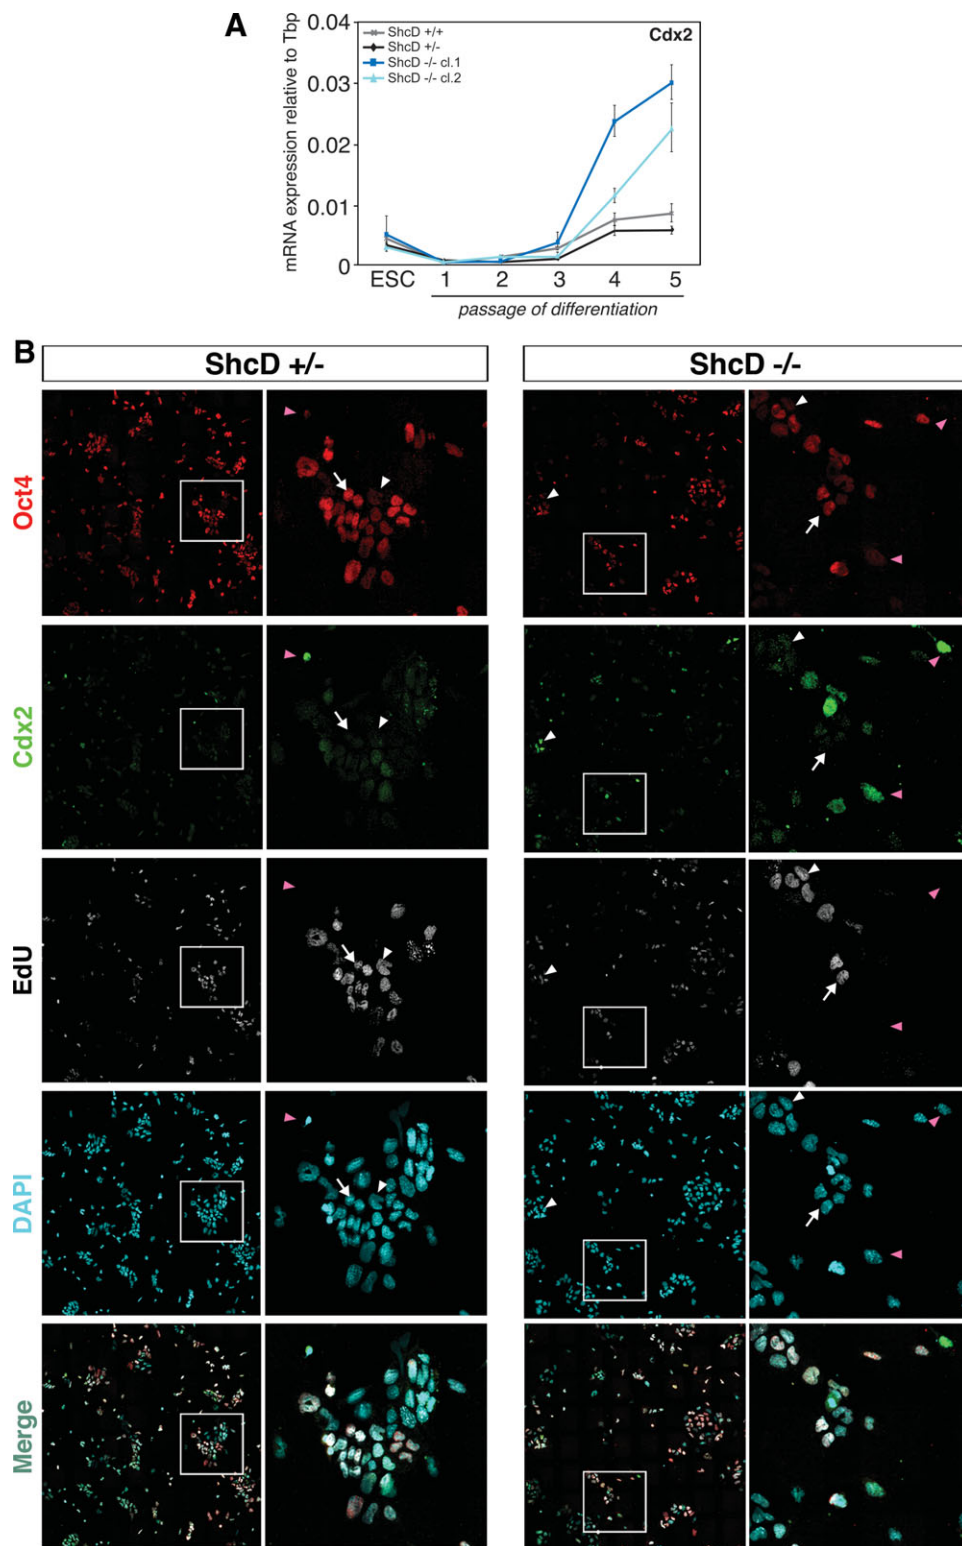 A
0.04
0.03
0.02
0.01
0
mRNA expression relative to Tbp
ShcD +/+
ShcD +/-
ShcD -/- cl.1
ShcD -/- cl.2
Cdx2
ESC 1 2 3 4 5
passage of differentiation
B
ShcD +/-
ShcD -/-
Oct4
Cdx2
EdU
DAPI
Merge